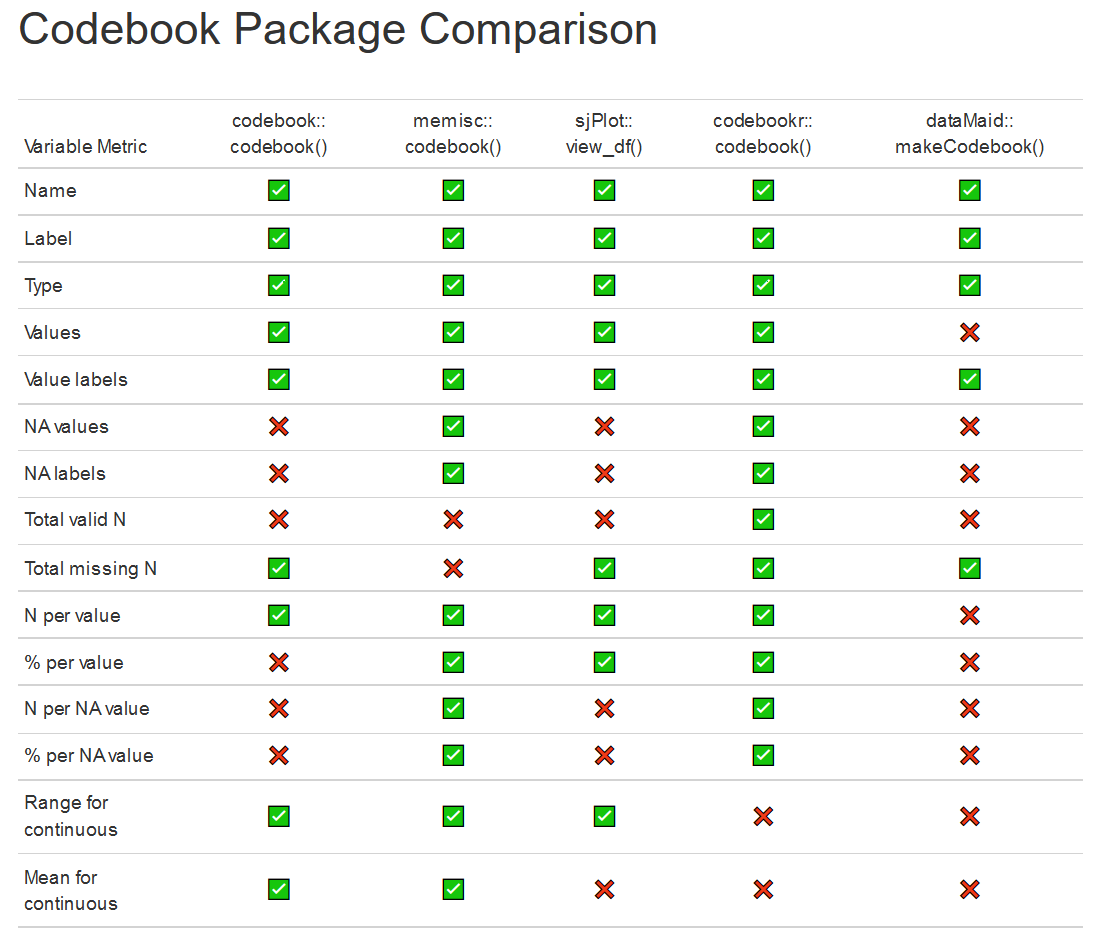 Codebook Package Comparison
codebook:: memisc:: sjPlot:: codebookr:: dataMaid::
Variable Metric codebook() codebook() view_df() codebook() makeCodebook()
Name
Label
Type
Values
Value labels
NA values
NA labels
Total valid N
Total missing N
N per value
% per value
N per NA value
% per NA value
Range for
continuous
Mean for
continuous